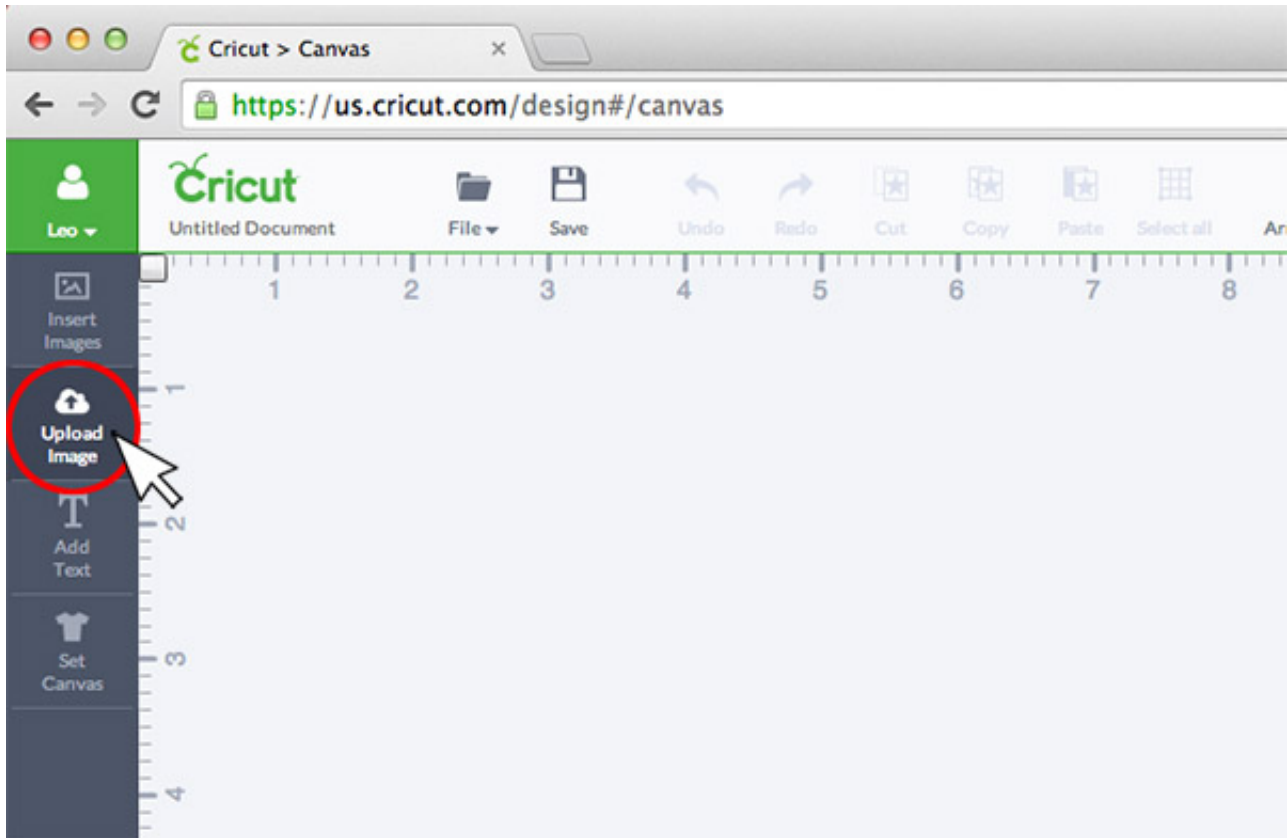 Cricut > Canvas
https://us.cricut.com/design#/canvas
Leo
Cricut
Untitled Document
File
Save
Undo
Redo
Cut
Copy
Paste
Select all
1 2 3 4 5 6 7 8
Insert
Images
Upload
Image
Add
Text
Set
Canvas
1
2
3
4